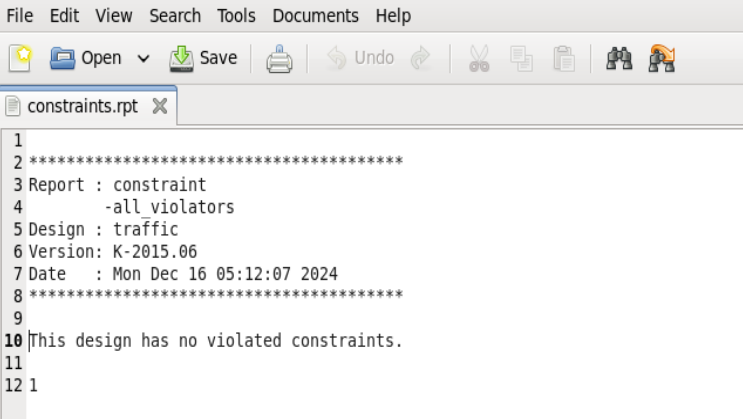 File Edit View Search Tools Documents Help
Open Save Undo
constraints.rpt
1
2 ****************************************
3 Report : constraint
4         -all_violators
5 Design : traffic
6 Version: K-2015.06
7 Date   : Mon Dec 16 05:12:07 2024
8 ****************************************
9
10 This design has no violated constraints.
11
12 1